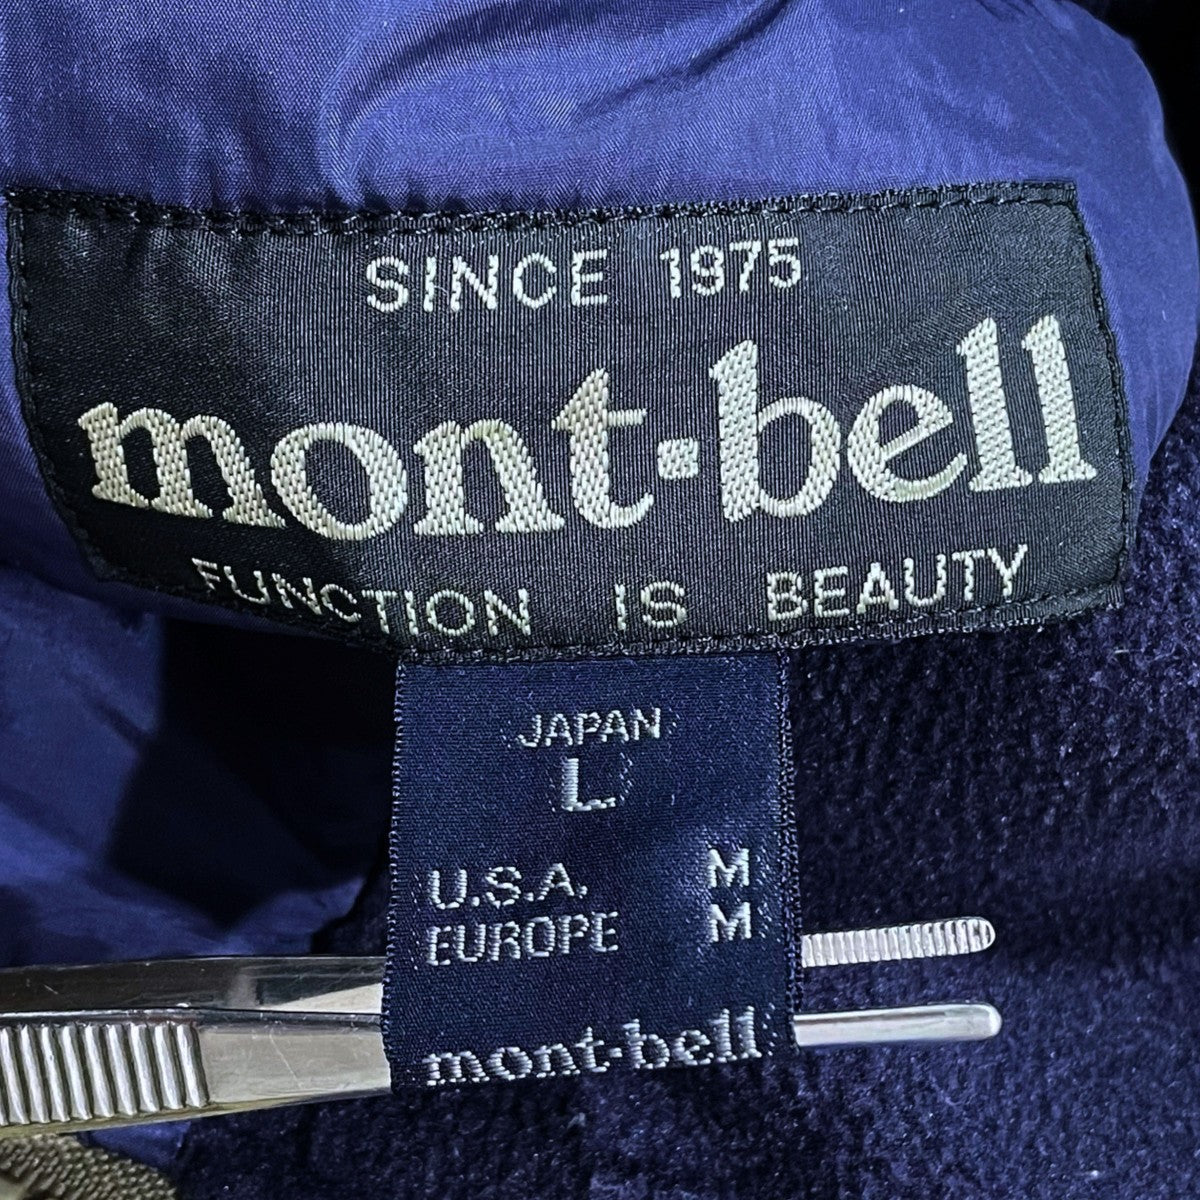 SINCE 1975
mont-bell
FUNCTION IS BEAUTY
JAPAN
L
U.S.A. M
EUROPE M
mont-bell